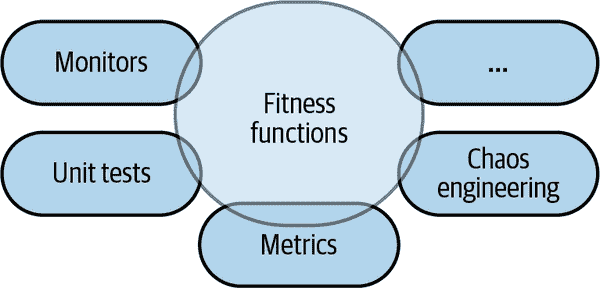 Monitors
...
Fitness
functions
Unit tests
Chaos
engineering
Metrics